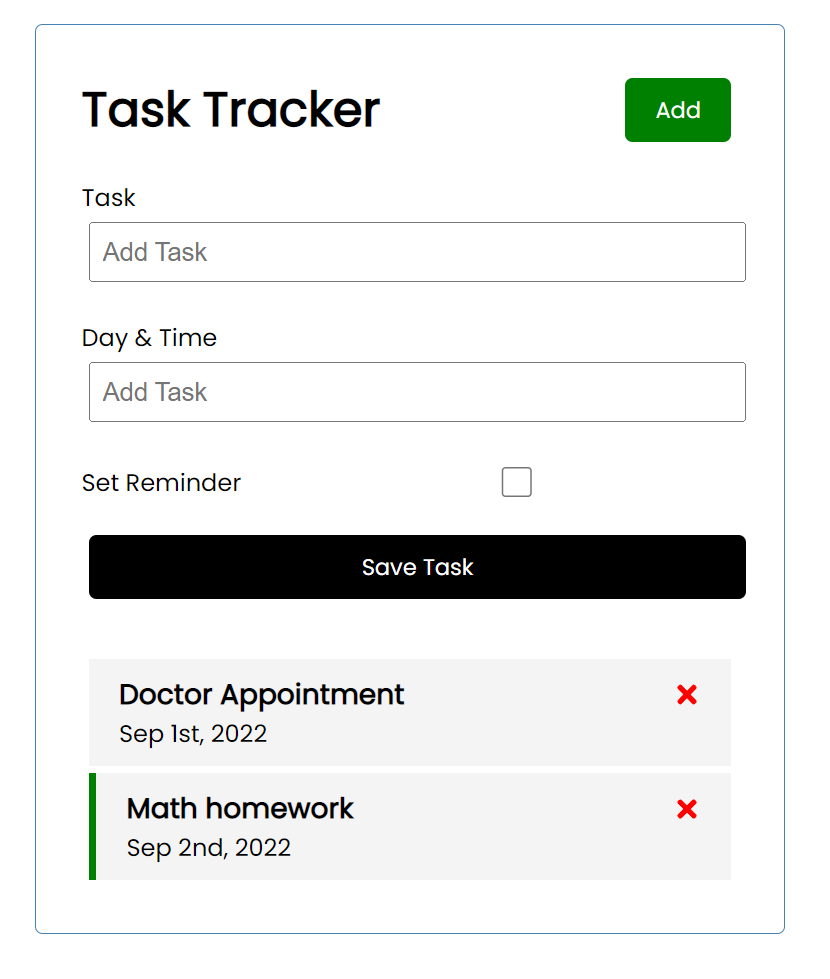 Task Tracker
Add
Task
Add Task
Day & Time
Add Task
Set Reminder
Save Task
Doctor Appointment
Sep 1st, 2022
Math homework
Sep 2nd, 2022